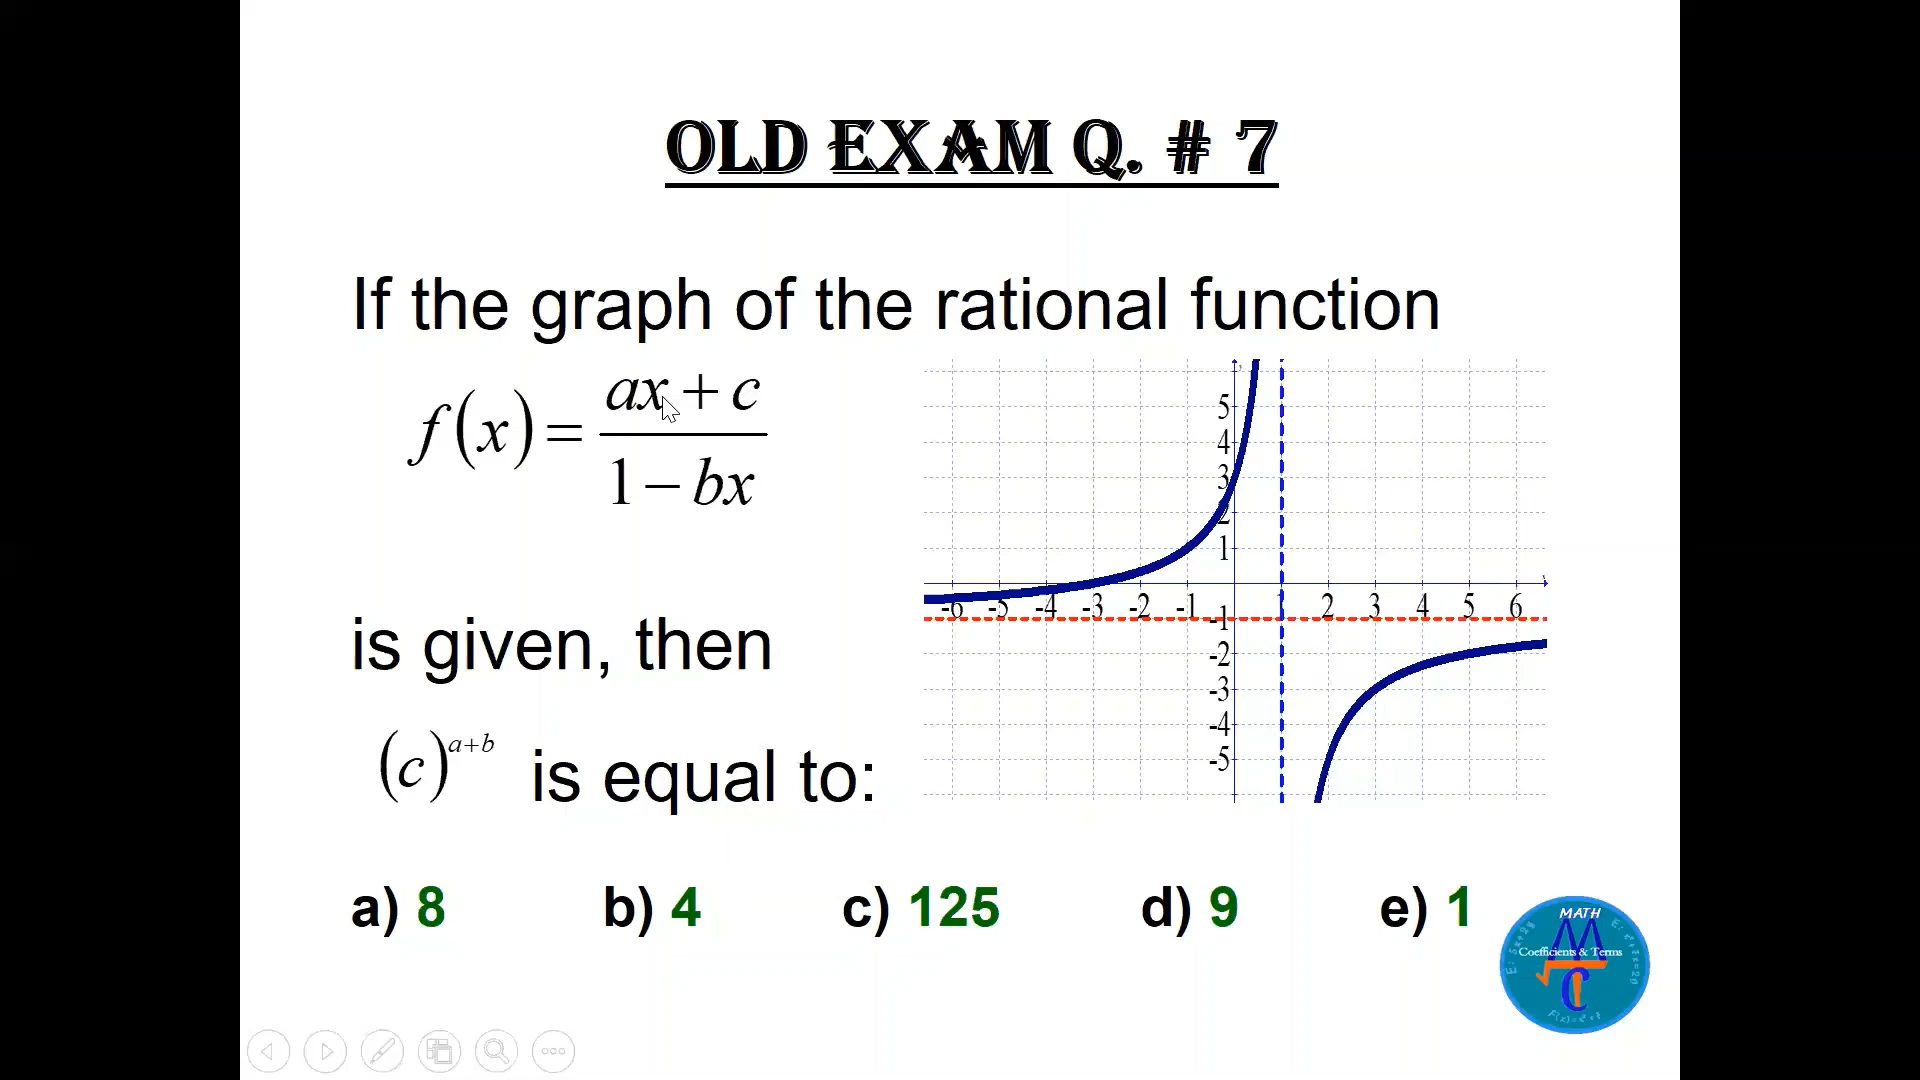 OLD EXAM Q. # 7
If the graph of the rational function
f(x) = (ax + c) / (1 − bx)
5
4
3
2
1
-6 -5 -4 -3 -2 -1 2 3 4 5 6
-1
-2
-3
-4
-5
is given, then
(c)^(a+b) is equal to:
a) 8 b) 4 c) 125 d) 9 e) 1
MATH
Coefficients & Terms